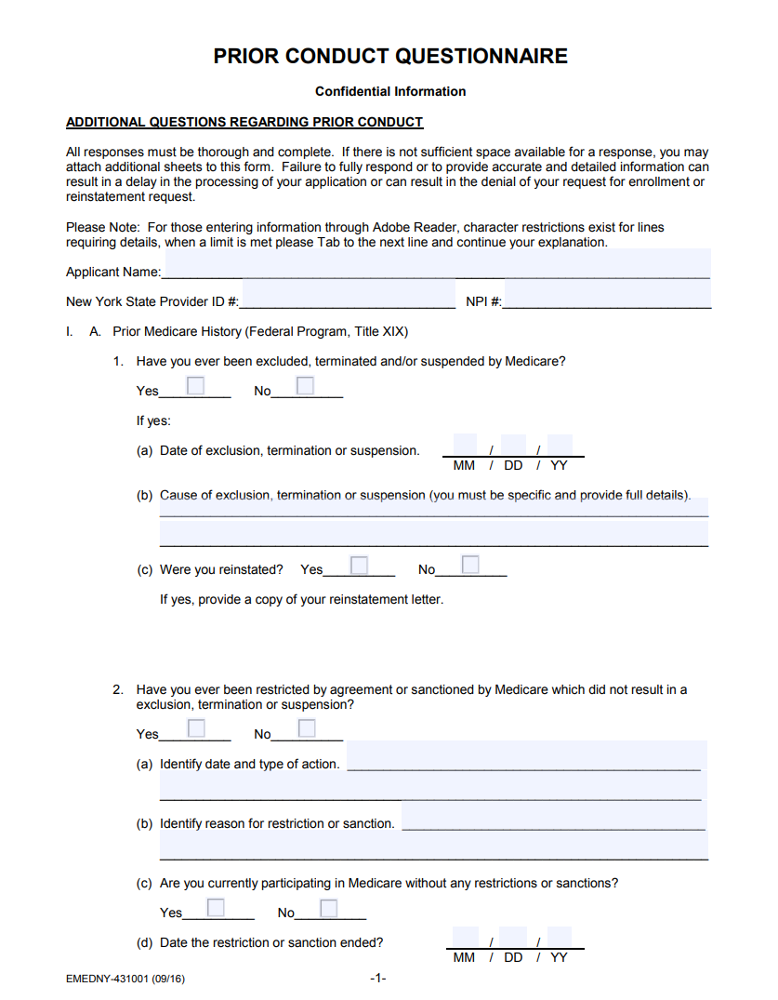 PRIOR CONDUCT QUESTIONNAIRE
Confidential Information
ADDITIONAL QUESTIONS REGARDING PRIOR CONDUCT
All responses must be thorough and complete. If there is not sufficient space available for a response, you may
attach additional sheets to this form. Failure to fully respond or to provide accurate and detailed information can
result in a delay in the processing of your application or can result in the denial of your request for enrollment or
reinstatement request.
Please Note: For those entering information through Adobe Reader, character restrictions exist for lines
requiring details, when a limit is met please Tab to the next line and continue your explanation.
Applicant Name:
New York State Provider ID #: NPI #:
I. A. Prior Medicare History (Federal Program, Title XIX)
1. Have you ever been excluded, terminated and/or suspended by Medicare?
Yes No
If yes:
(a) Date of exclusion, termination or suspension. / /
MM / DD / YY
(b) Cause of exclusion, termination or suspension (you must be specific and provide full details).
(c) Were you reinstated? Yes No
If yes, provide a copy of your reinstatement letter.
2. Have you ever been restricted by agreement or sanctioned by Medicare which did not result in a
exclusion, termination or suspension?
Yes No
(a) Identify date and type of action.
(b) Identify reason for restriction or sanction.
(c) Are you currently participating in Medicare without any restrictions or sanctions?
Yes No
(d) Date the restriction or sanction ended? / /
MM / DD / YY
EMEDNY-431001 (09/16) -1-